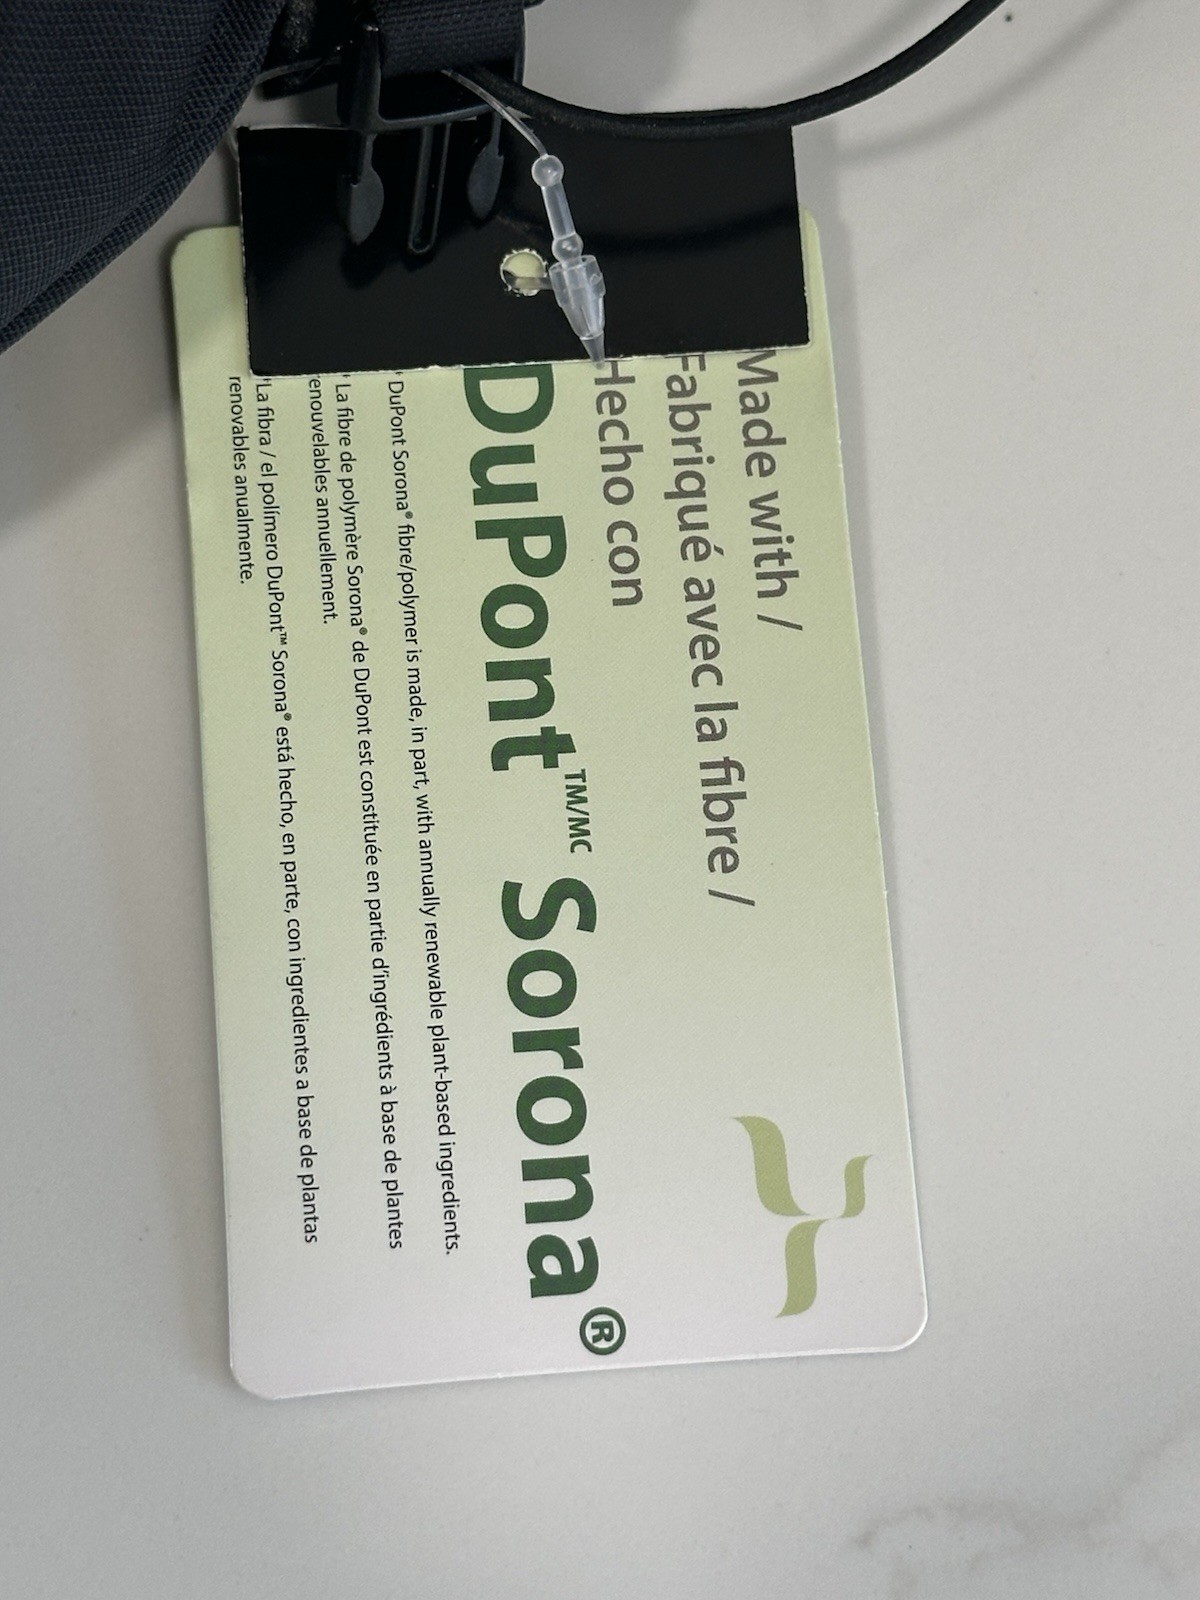 Made with /
Fabriqué avec la fibre /
Hecho con
DuPont™/MC Sorona®
DuPont Sorona® fibre/polymer is made, in part, with annually renewable plant-based ingredients.
La fibre de polymère Sorona® de DuPont est constituée en partie d'ingrédients à base de plantes
renouvelables annuellement.
La fibra / el polímero DuPont™ Sorona® está hecho, en parte, con ingredientes a base de plantas
renovables anualmente.